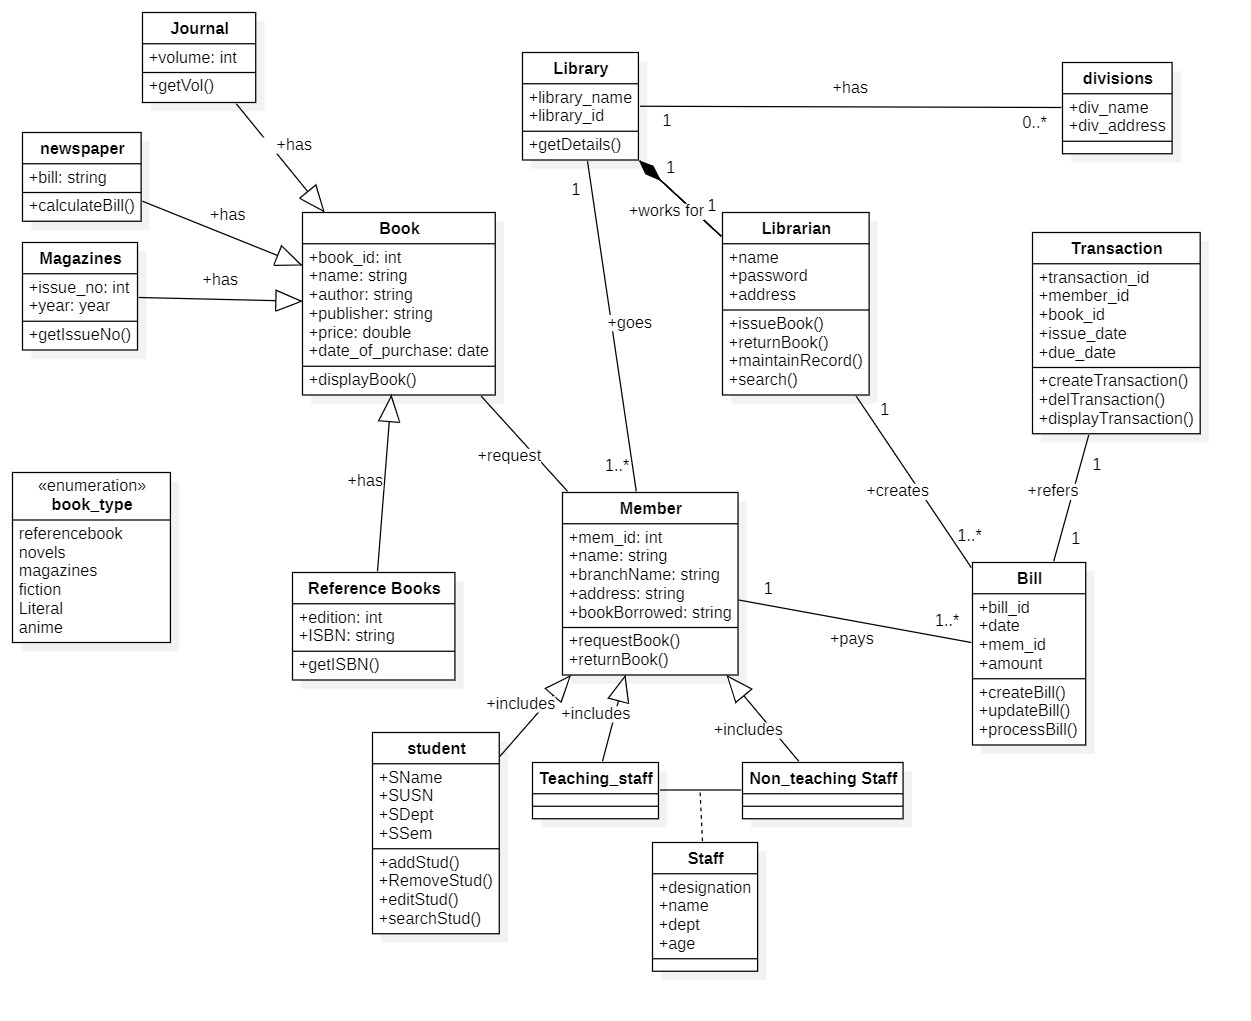 Journal
+volume: int
+getVol()
+has
newspaper
+bill: string
+calculateBill()
+has
Magazines
+issue_no: int
+year: year
+getIssueNo()
+has
Book
+book_id: int
+name: string
+author: string
+publisher: string
+price: double
+date_of_purchase: date
+displayBook()
+has
+request
Library
+library_name
+library_id
+getDetails()
1
+has
0..*
divisions
+div_name
+div_address
1
+works for
1
1
+goes
1..*
Librarian
+name
+password
+address
+issueBook()
+returnBook()
+maintainRecord()
+search()
1
+creates
1..*
Transaction
+transaction_id
+member_id
+book_id
+issue_date
+due_date
+createTransaction()
+delTransaction()
+displayTransaction()
1
+refers
1
«enumeration»
book_type
referencebook
novels
magazines
fiction
Literal
anime
Reference Books
+edition: int
+ISBN: string
+getISBN()
Member
+mem_id: int
+name: string
+branchName: string
+address: string
+bookBorrowed: string
+requestBook()
+returnBook()
1
+pays
1..*
Bill
+bill_id
+date
+mem_id
+amount
+createBill()
+updateBill()
+processBill()
+includes
+includes
+includes
student
+SName
+SUSN
+SDept
+SSem
+addStud()
+RemoveStud()
+editStud()
+searchStud()
Teaching_staff
Non_teaching Staff
Staff
+designation
+name
+dept
+age